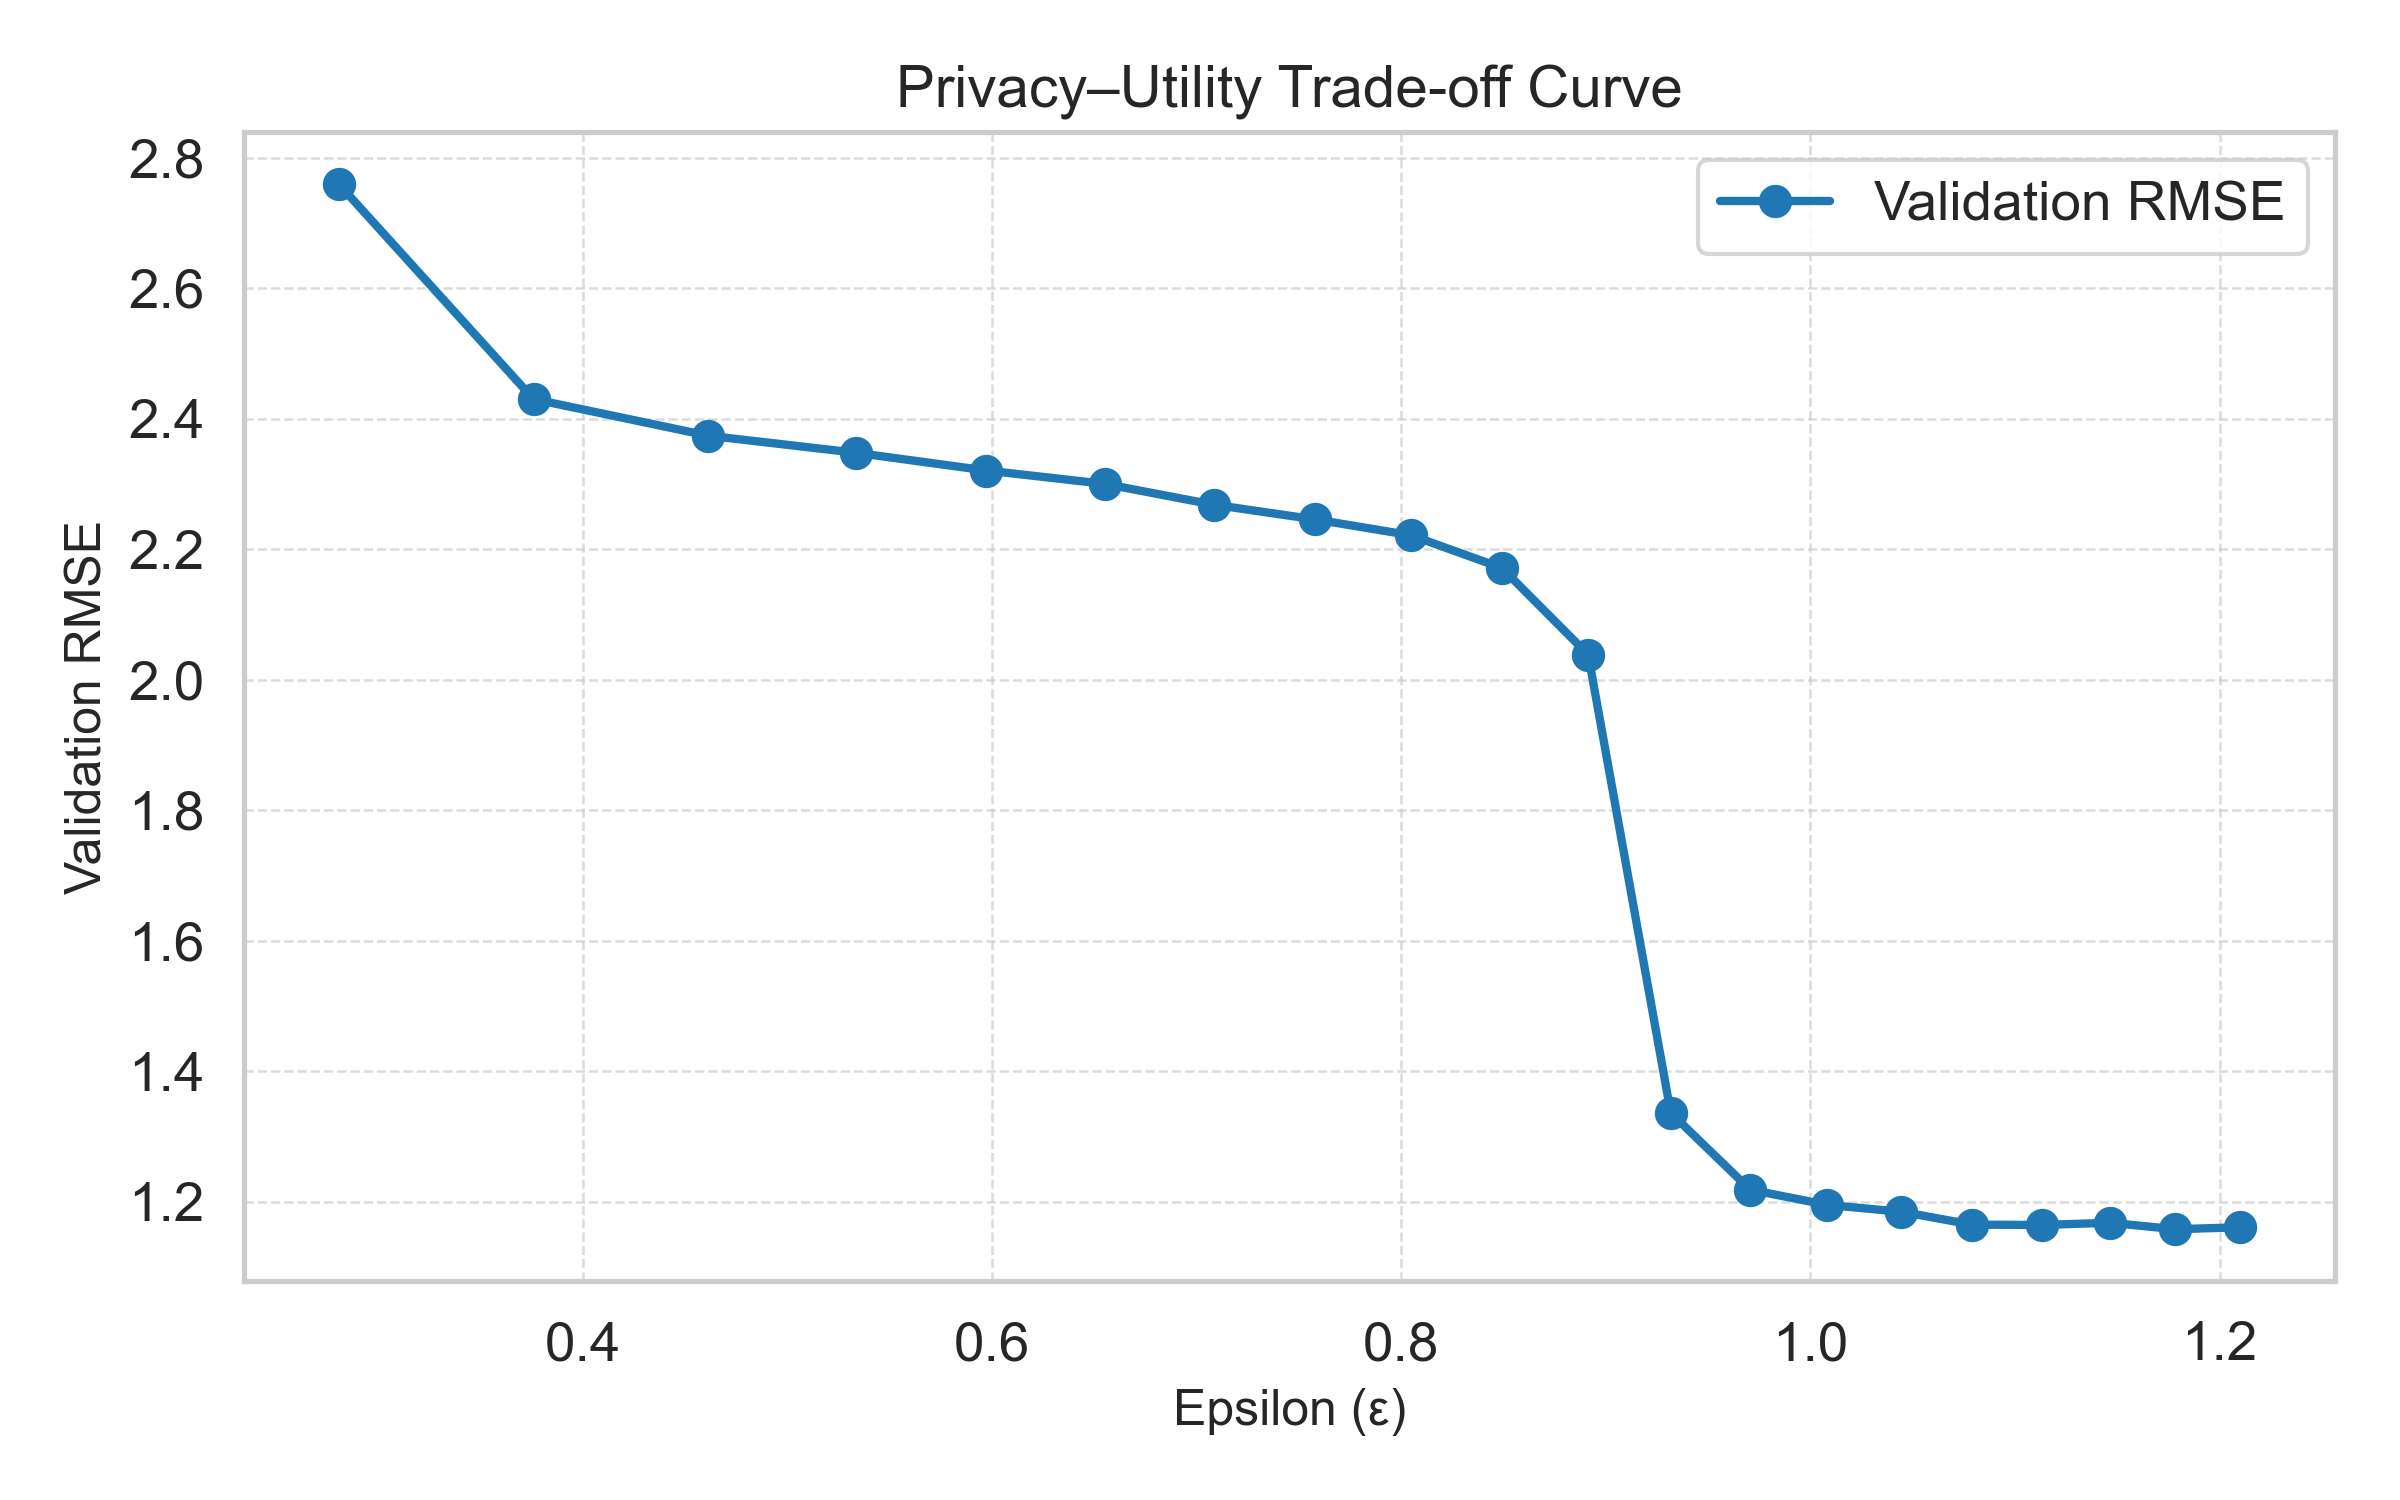 Privacy–Utility Trade-off Curve
Validation RMSE
2.8
2.6
2.4
2.2
2.0
1.8
1.6
1.4
1.2
Validation RMSE
0.4 0.6 0.8 1.0 1.2
Epsilon (ε)